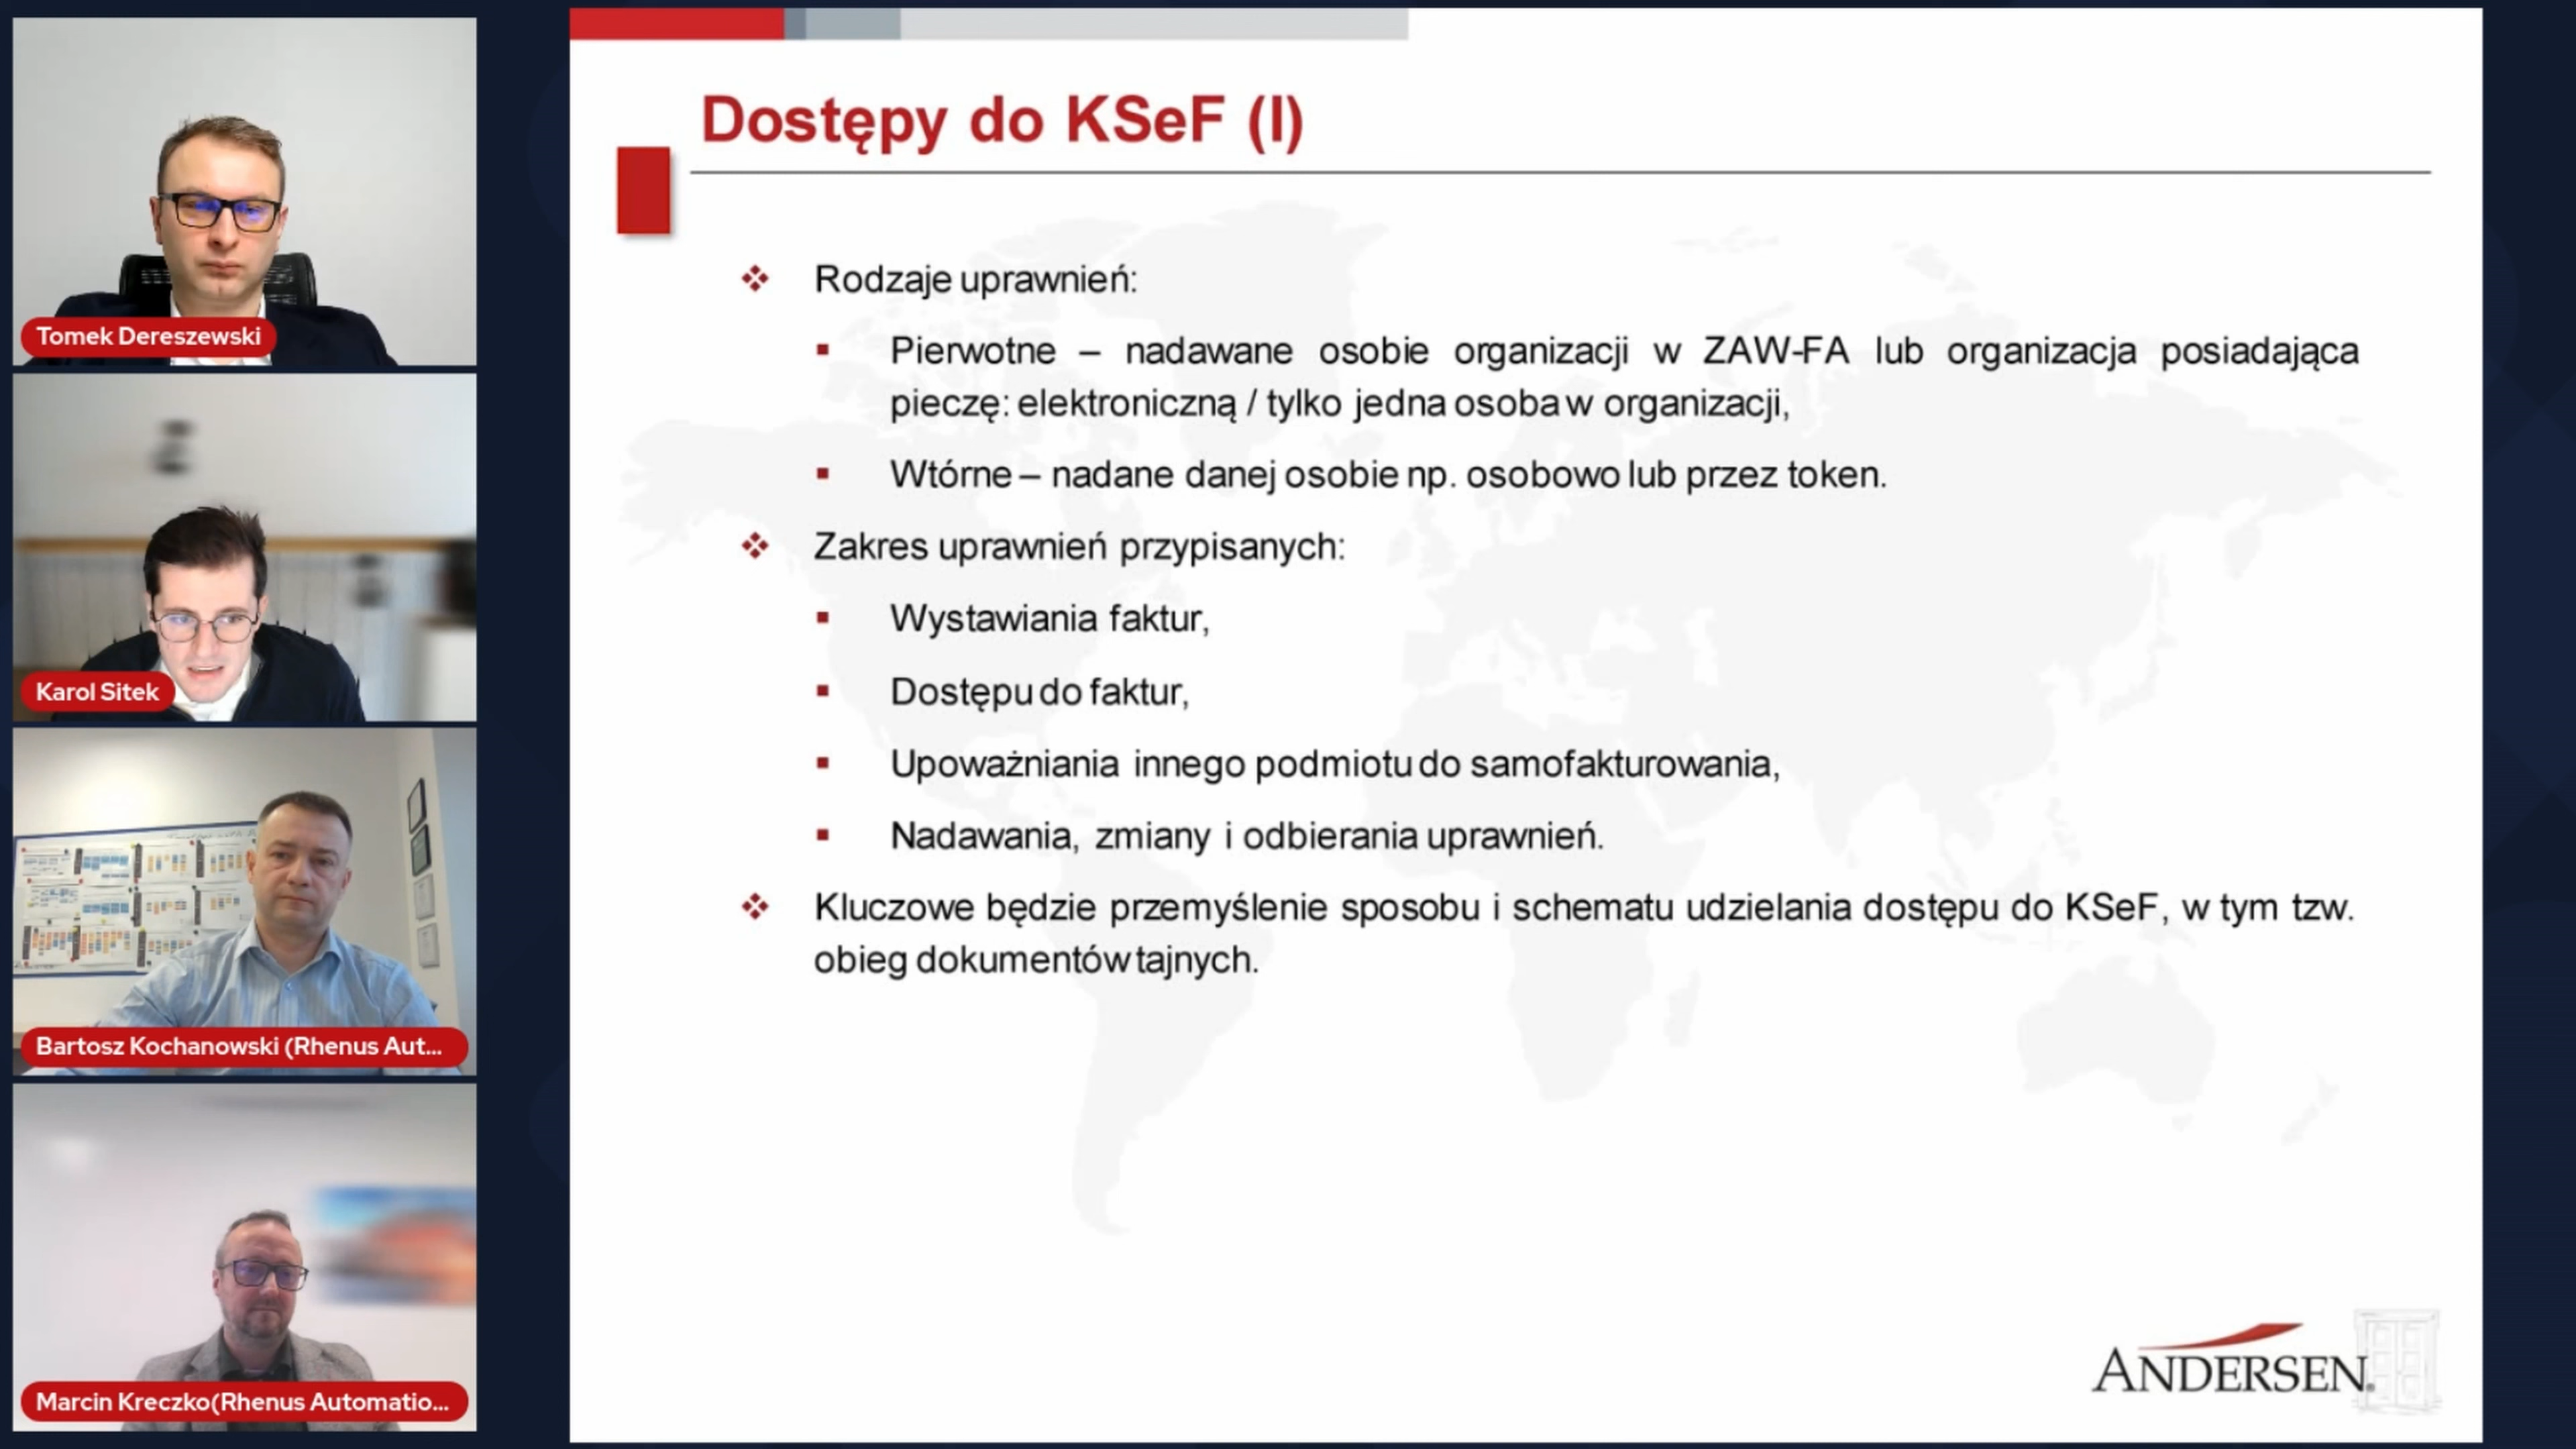 Tomek Dereszewski
Karol Sitek
Bartosz Kochanowski (Rhenus Aut...
Marcin Kreczko(Rhenus Automatio...
Dostępy do KSeF (I)
Rodzaje uprawnień:
Pierwotne – nadawane osobie organizacji w ZAW-FA lub organizacja posiadająca
pieczę: elektroniczną / tylko jedna osoba w organizacji,
Wtórne – nadane danej osobie np. osobowo lub przez token.
Zakres uprawnień przypisanych:
Wystawiania faktur,
Dostępu do faktur,
Upoważniania innego podmiotu do samofakturowania,
Nadawania, zmiany i odbierania uprawnień.
Kluczowe będzie przemyślenie sposobu i schematu udzielania dostępu do KSeF, w tym tzw.
obieg dokumentów tajnych.
ANDERSEN.